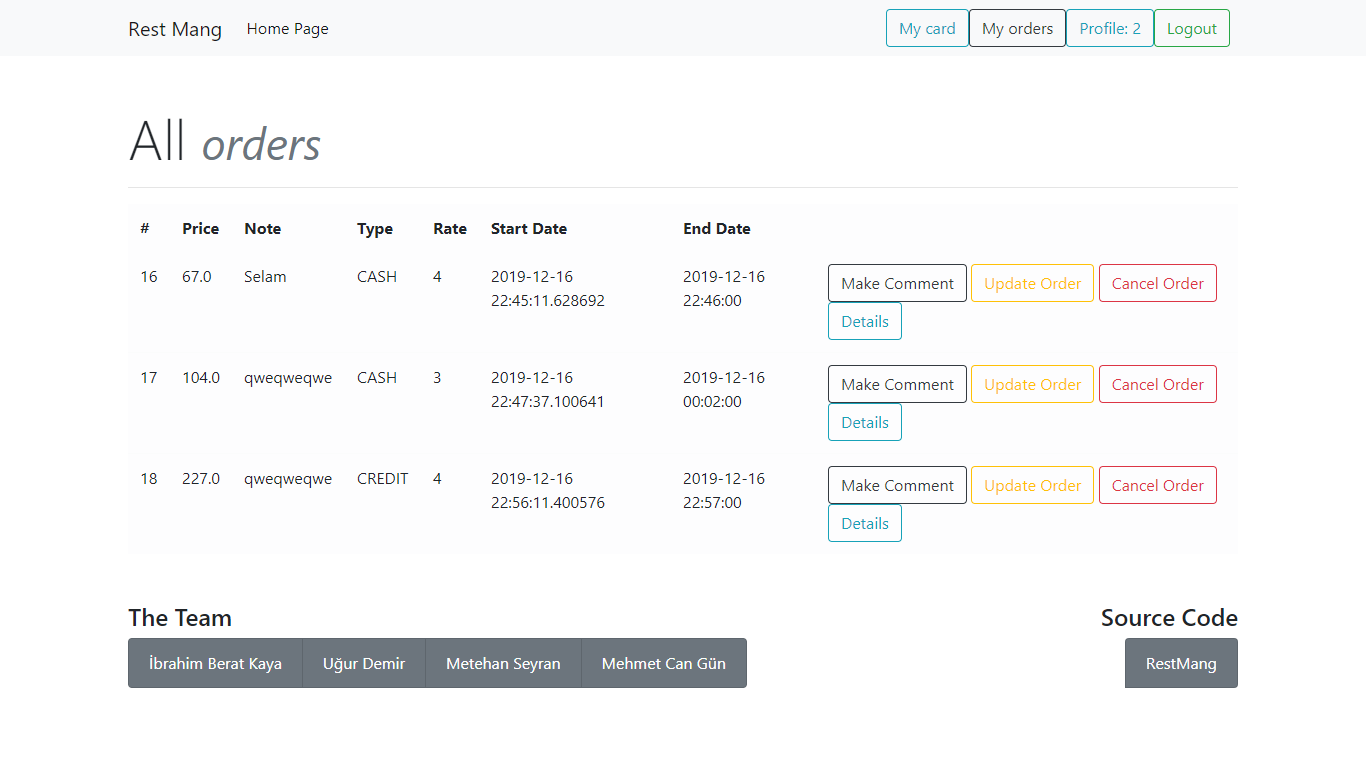 Rest Mang Home Page My card My orders Profile: 2 Logout
All orders
# Price Note Type Rate Start Date End Date
16 67.0 Selam CASH 4 2019-12-16 22:45:11.628692 2019-12-16 22:46:00 Make Comment Update Order Cancel Order
Details
17 104.0 qweqweqwe CASH 3 2019-12-16 22:47:37.100641 2019-12-16 00:02:00 Make Comment Update Order Cancel Order
Details
18 227.0 qweqweqwe CREDIT 4 2019-12-16 22:56:11.400576 2019-12-16 22:57:00 Make Comment Update Order Cancel Order
Details
The Team Source Code
İbrahim Berat Kaya Uğur Demir Metehan Seyran Mehmet Can Gün RestMang